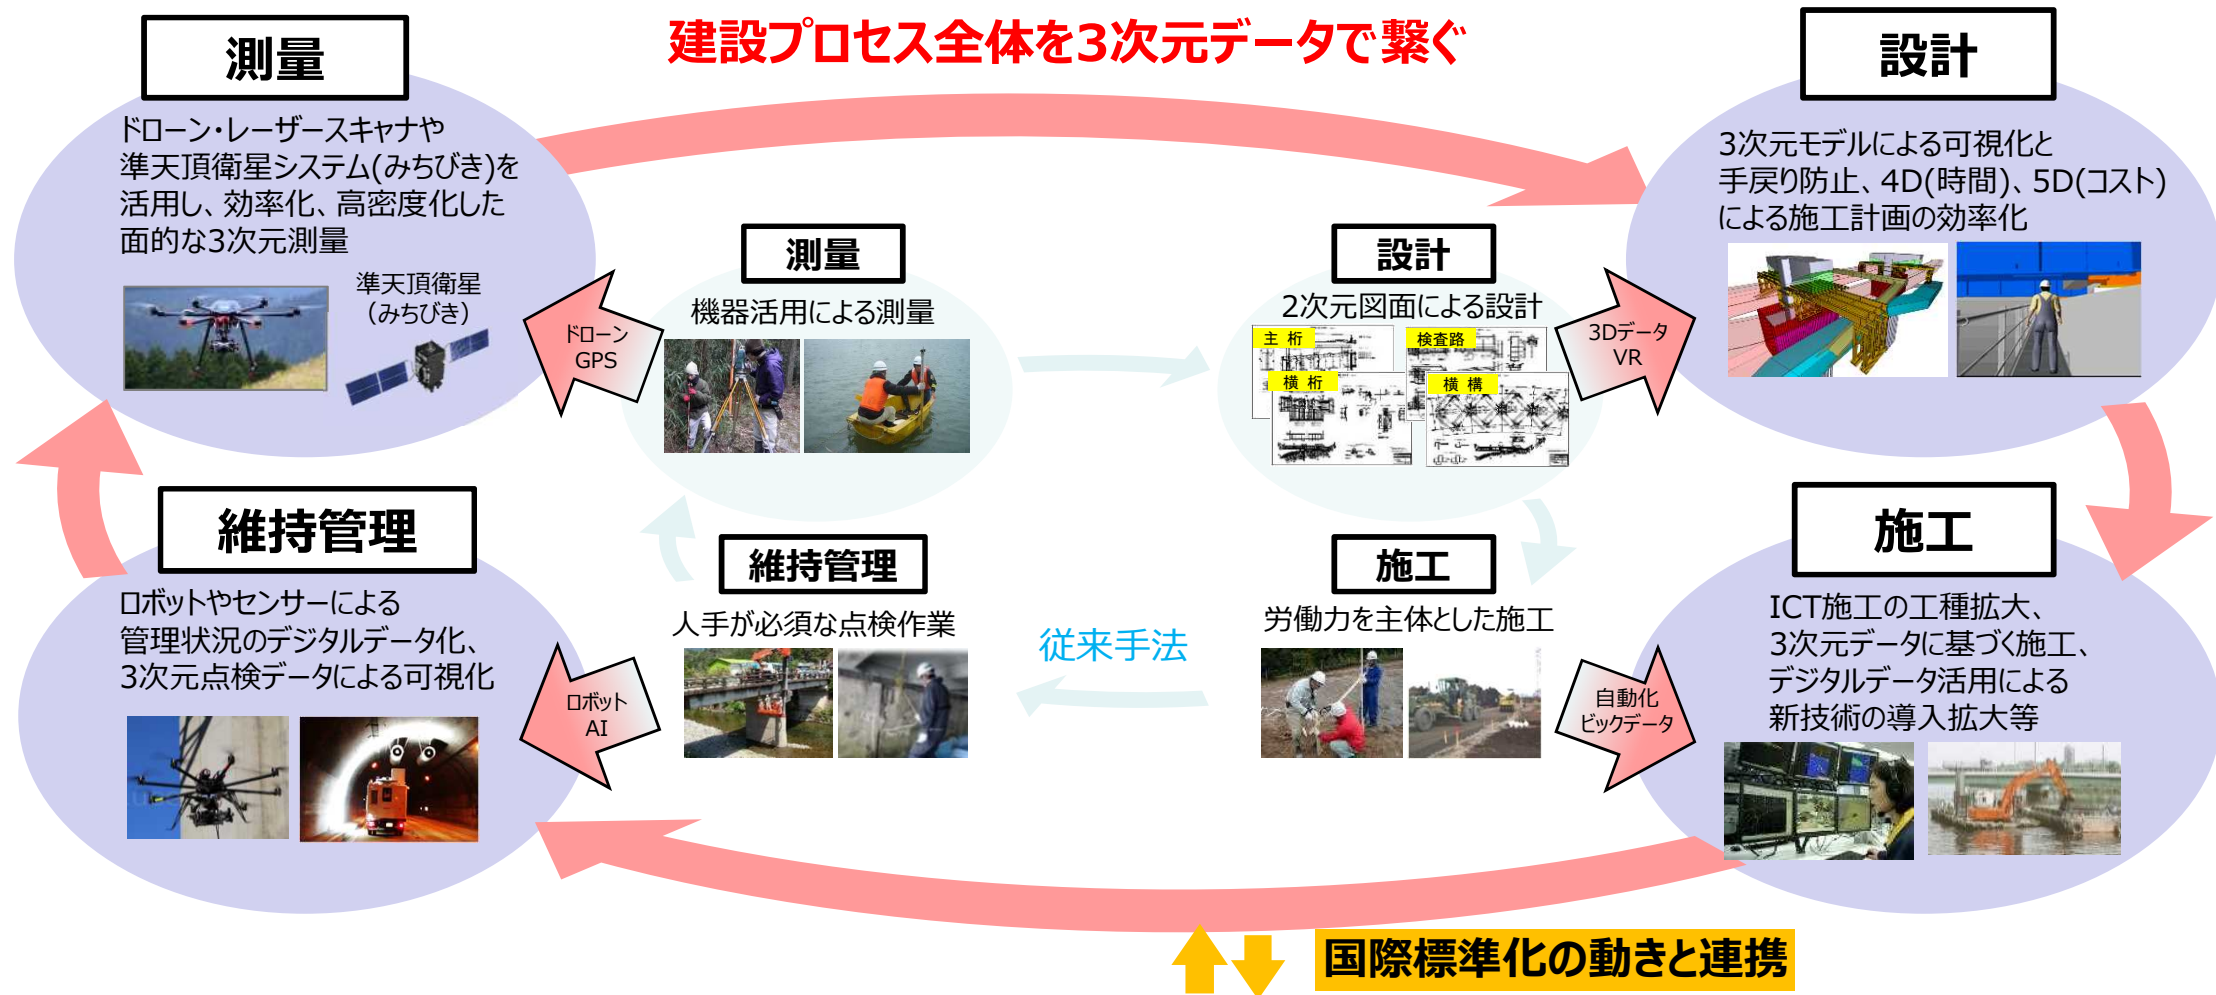 建設プロセス全体を3次元データで繋ぐ
測量
ドローン・レーザースキャナや
準天頂衛星システム(みちびき)を
活用し、効率化、高密度化した
面的な3次元測量
準天頂衛星
(みちびき)
ドローン
GPS
測量
機器活用による測量
設計
2次元図面による設計
主 桁
検査路
横 桁
横 構
3Dデータ
VR
設計
3次元モデルによる可視化と
手戻り防止、4D(時間)、5D(コスト)
による施工計画の効率化
維持管理
ロボットやセンサーによる
管理状況のデジタルデータ化、
3次元点検データによる可視化
ロボット
AI
維持管理
人手が必須な点検作業
従来手法
施工
労働力を主体とした施工
自動化
ビックデータ
施工
ICT施工の工種拡大、
3次元データに基づく施工、
デジタルデータ活用による
新技術の導入拡大等
国際標準化の動きと連携